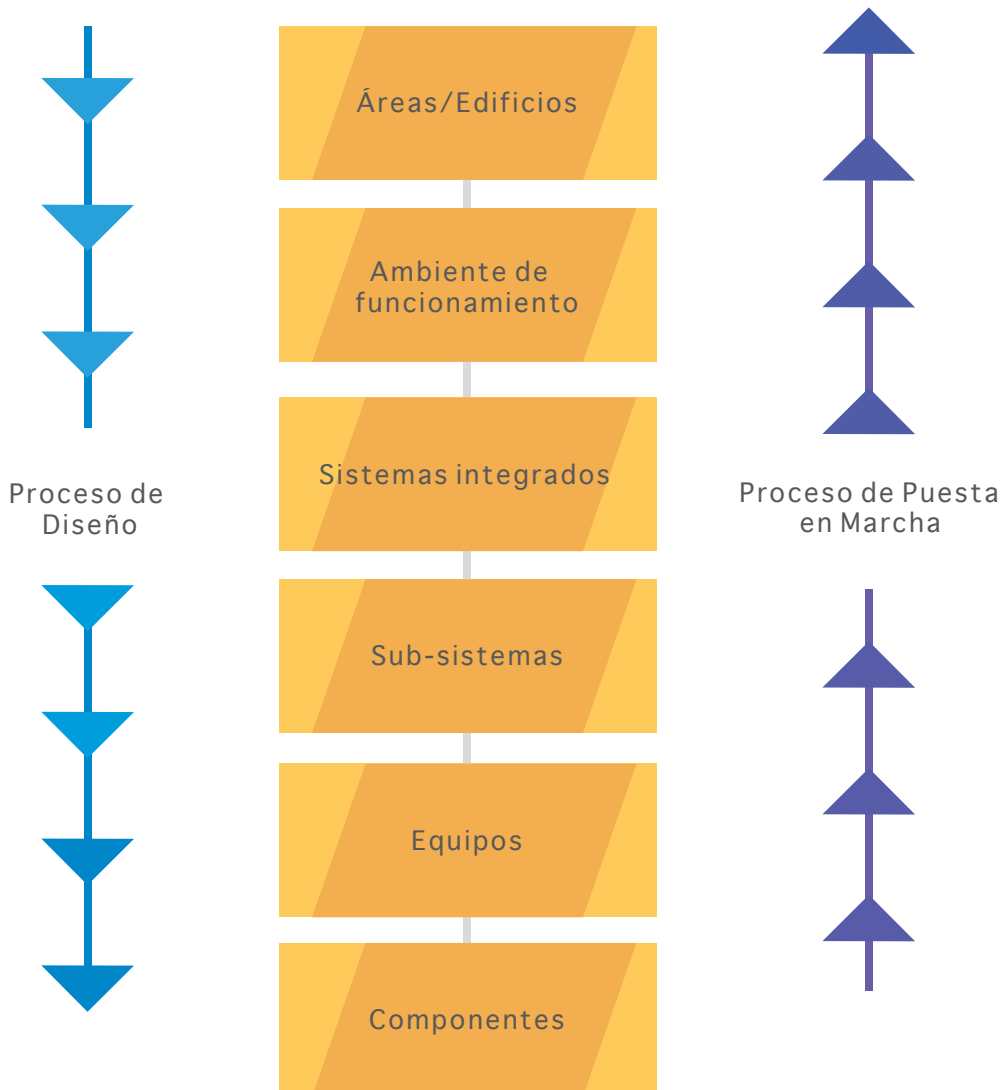 Áreas/Edificios
Ambiente de
funcionamiento
Sistemas integrados
Proceso de
Diseño
Proceso de Puesta
en Marcha
Sub-sistemas
Equipos
Componentes